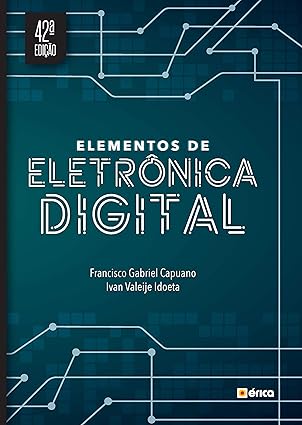 42ª
EDIÇÃO
ELEMENTOS DE
ELETRÔNICA
DIGITAL
Francisco Gabriel Capuano
Ivan Valeije Idoeta
érica